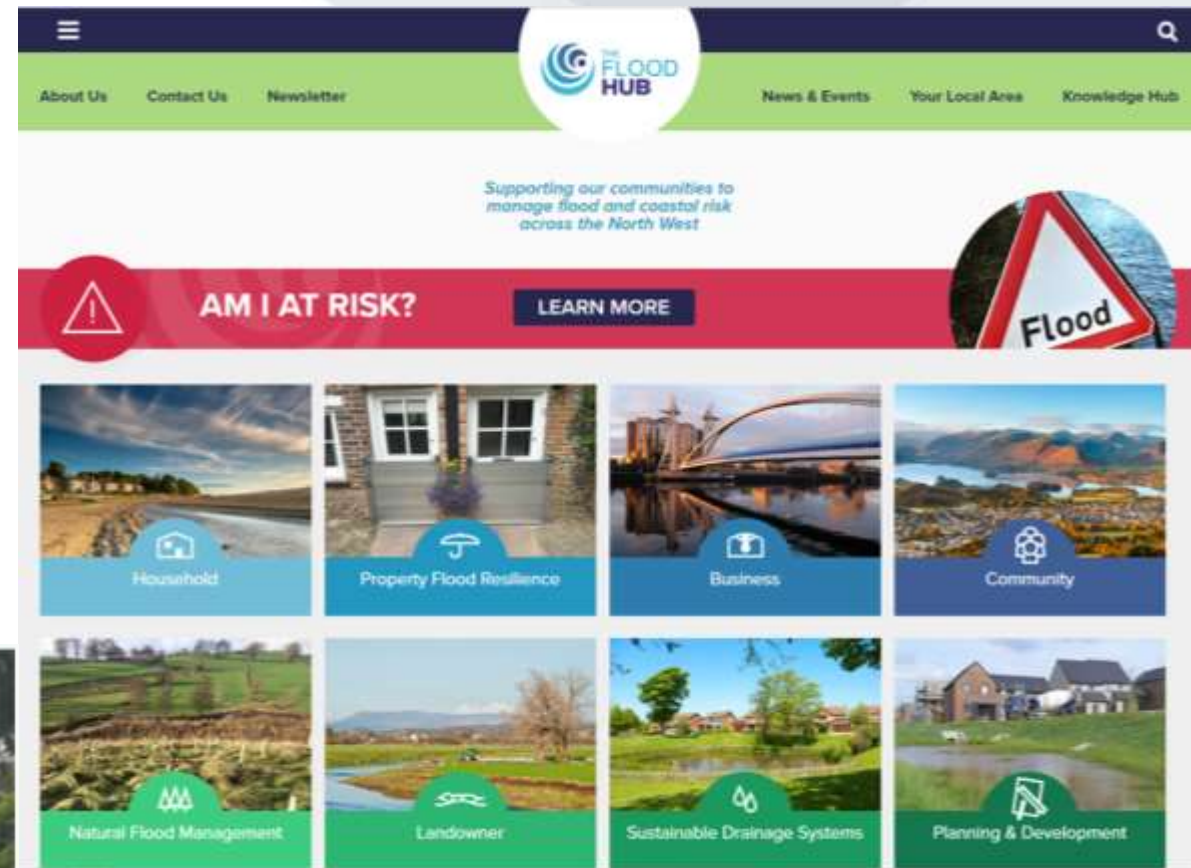 THE
FLOOD
HUB
About Us
Contact Us
Newsletter
News & Events
Your Local Area
Knowledge Hub
Supporting our communities to
manage flood and coastal risk
across the North West
AM I AT RISK?
LEARN MORE
Flood
Household
Property Flood Resilience
Business
Community
Natural Flood Management
Landowner
Sustainable Drainage Systems
Planning & Development